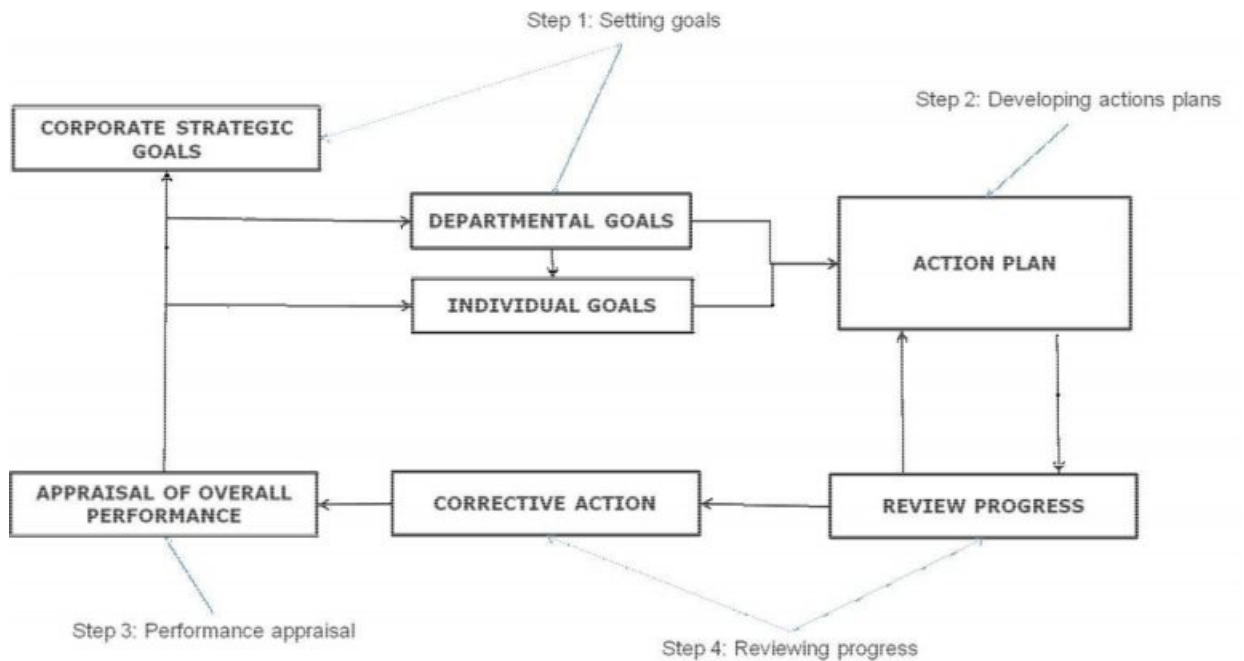 Step 1: Setting goals
Step 2: Developing actions plans
CORPORATE STRATEGIC
GOALS
DEPARTMENTAL GOALS
ACTION PLAN
INDIVIDUAL GOALS
APPRAISAL OF OVERALL
PERFORMANCE
CORRECTIVE ACTION
REVIEW PROGRESS
Step 3: Performance appraisal
Step 4: Reviewing progress